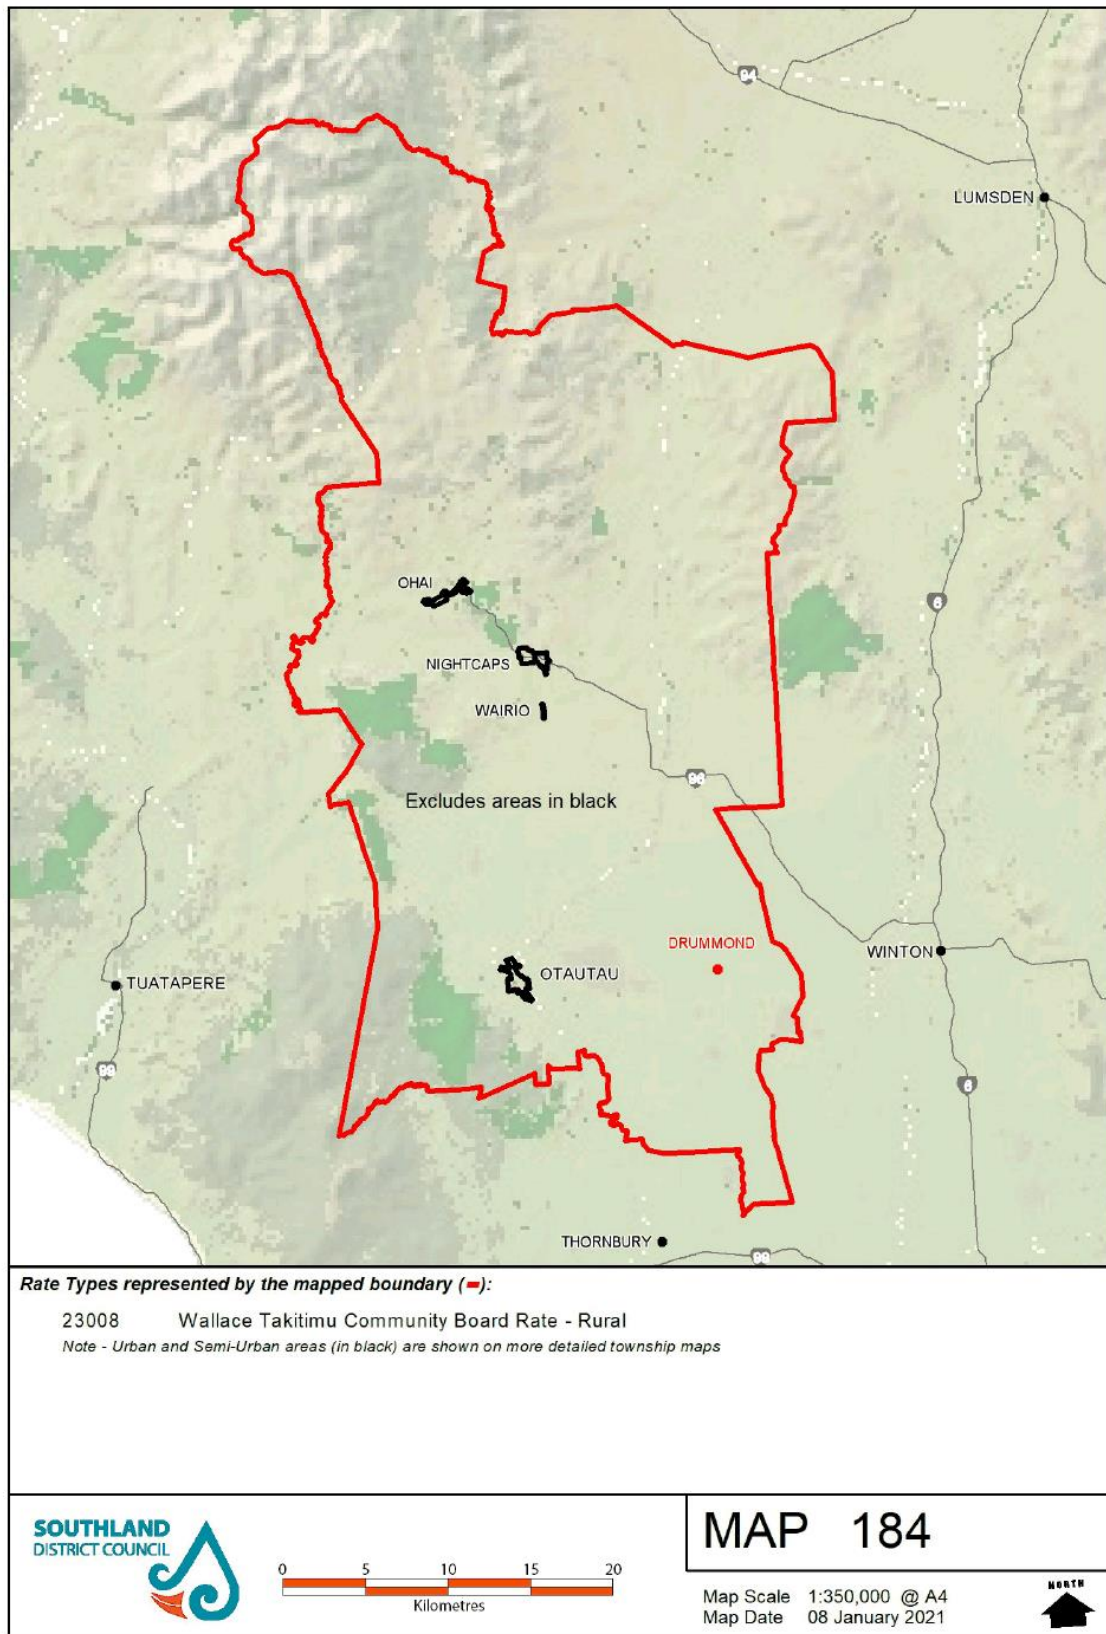 94
LUMSDEN
OHAI
6
NIGHTCAPS
WAIRIO
96
Excludes areas in black
DRUMMOND
WINTON
OTAUTAU
TUATAPERE
99
6
THORNBURY
99
Rate Types represented by the mapped boundary (-):
23008 Wallace Takitimu Community Board Rate - Rural
Note - Urban and Semi-Urban areas (in black) are shown on more detailed township maps
SOUTHLAND
DISTRICT COUNCIL
0 5 10 15 20
Kilometres
MAP 184
Map Scale 1:350,000 @ A4
Map Date 08 January 2021
NORTH